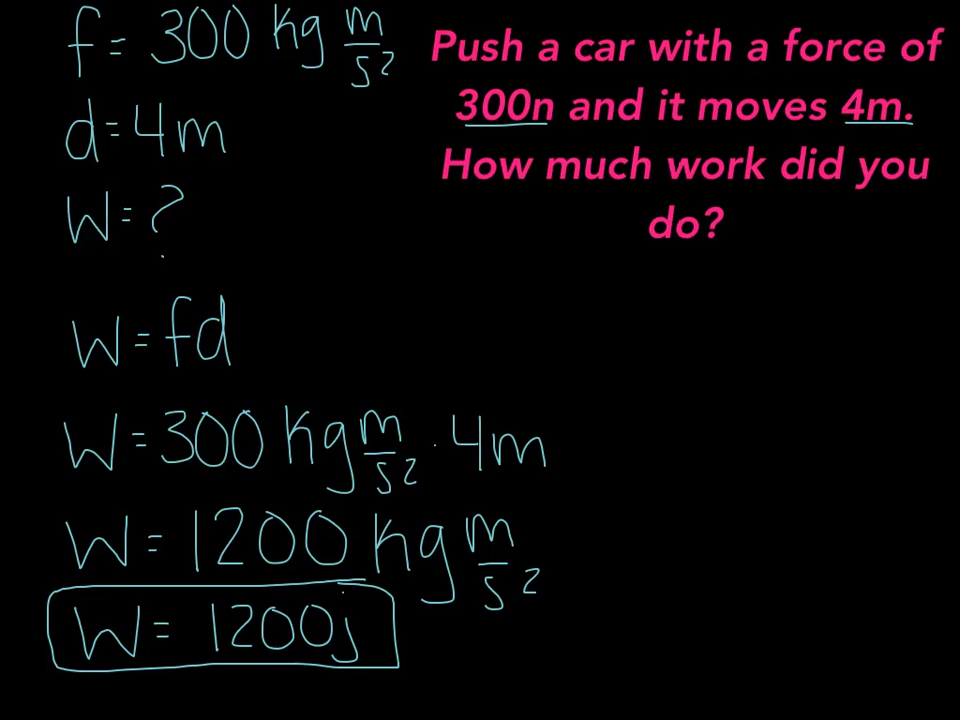 f = 300 kg m/s²
d = 4m
W = ?
W = fd
W = 300 kg m/s² · 4m
W = 1200 kg m/s²
W = 1200j
Push a car with a force of
300n and it moves 4m.
How much work did you
do?